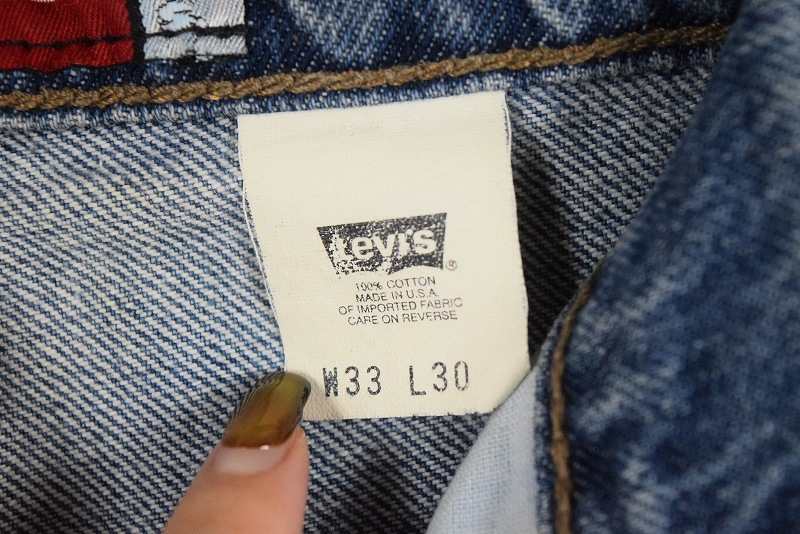 Levi's®
100% COTTON
MADE IN U.S.A.
OF IMPORTED FABRIC
CARE ON REVERSE
W33 L30